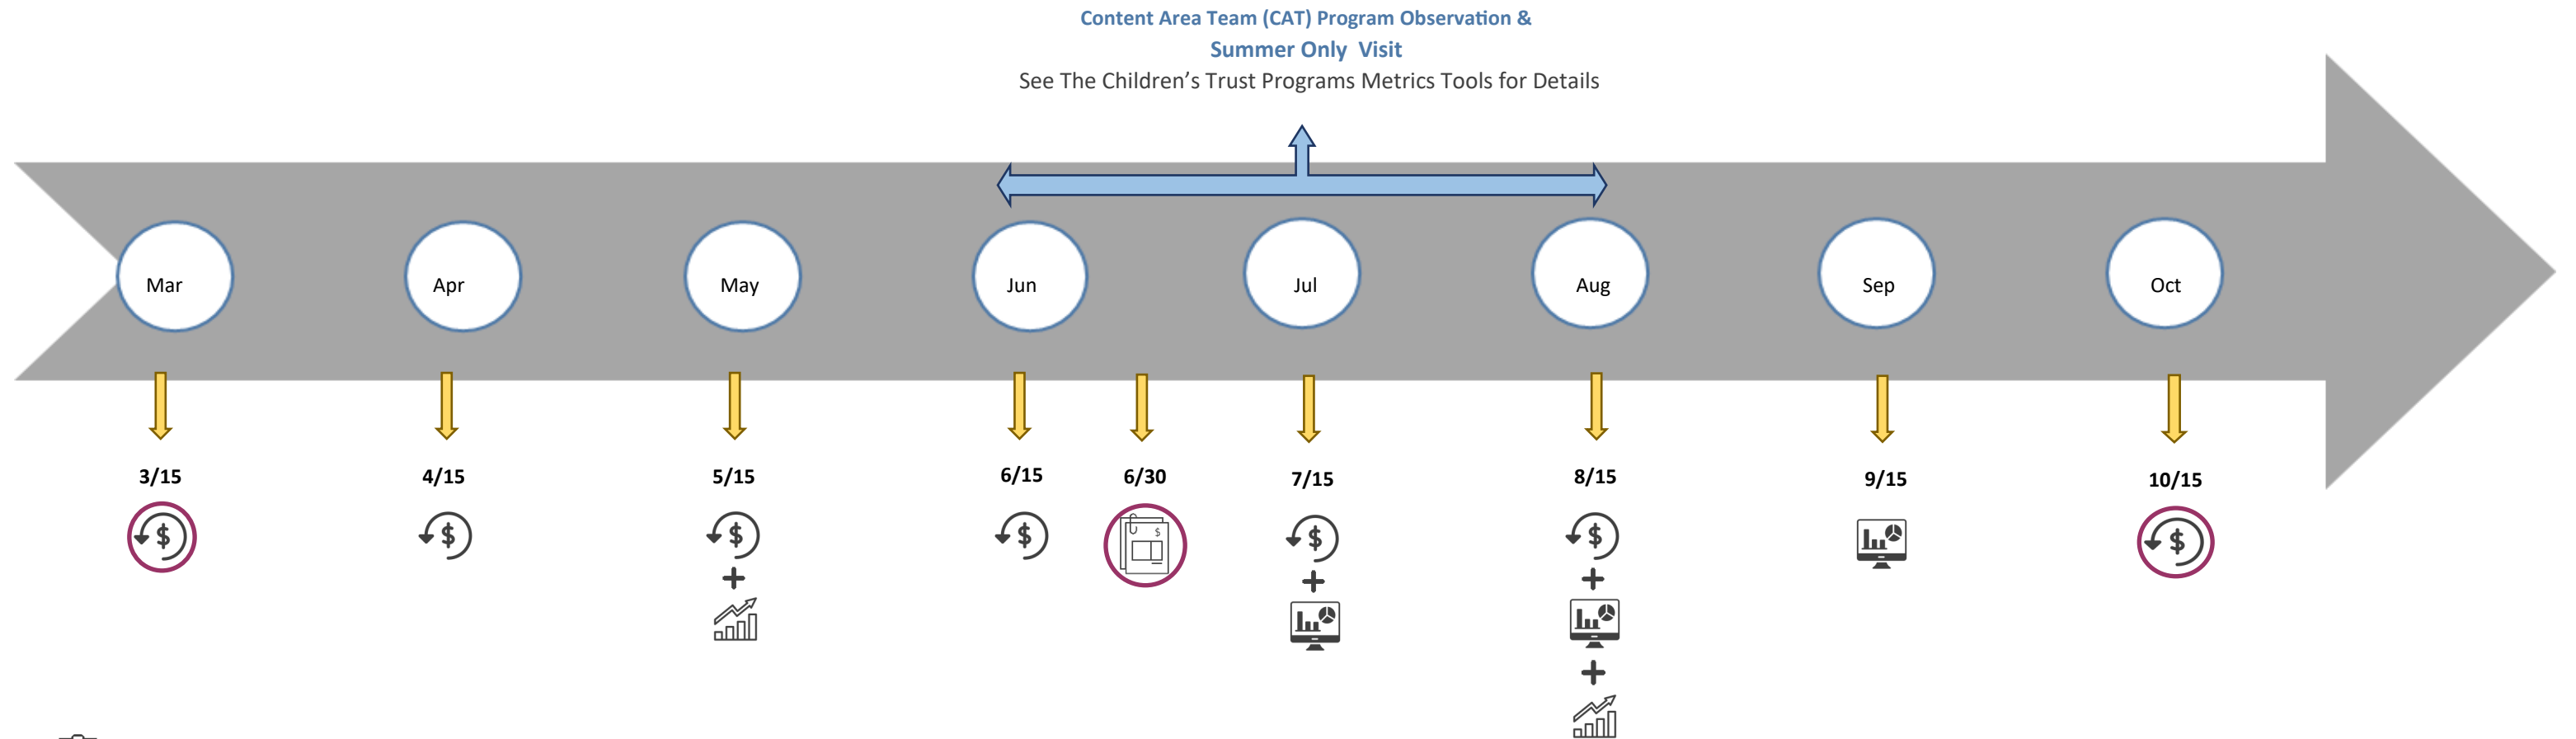 Content Area Team (CAT) Program Observation &
Summer Only  Visit
See The Children’s Trust Programs Metrics Tools for Details
Mar
Apr
May
Jun
Jul
Aug
Sep
Oct
3/15
4/15
5/15
6/15
6/30
7/15
8/15
9/15
10/15
$
$
$
$
$
$
$
$
+
+
+
+